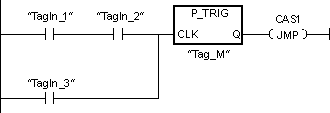 "TagIn_1" "TagIn_2" P_TRIG CAS1
CLK Q JMP
"Tag_M"
"TagIn_3"